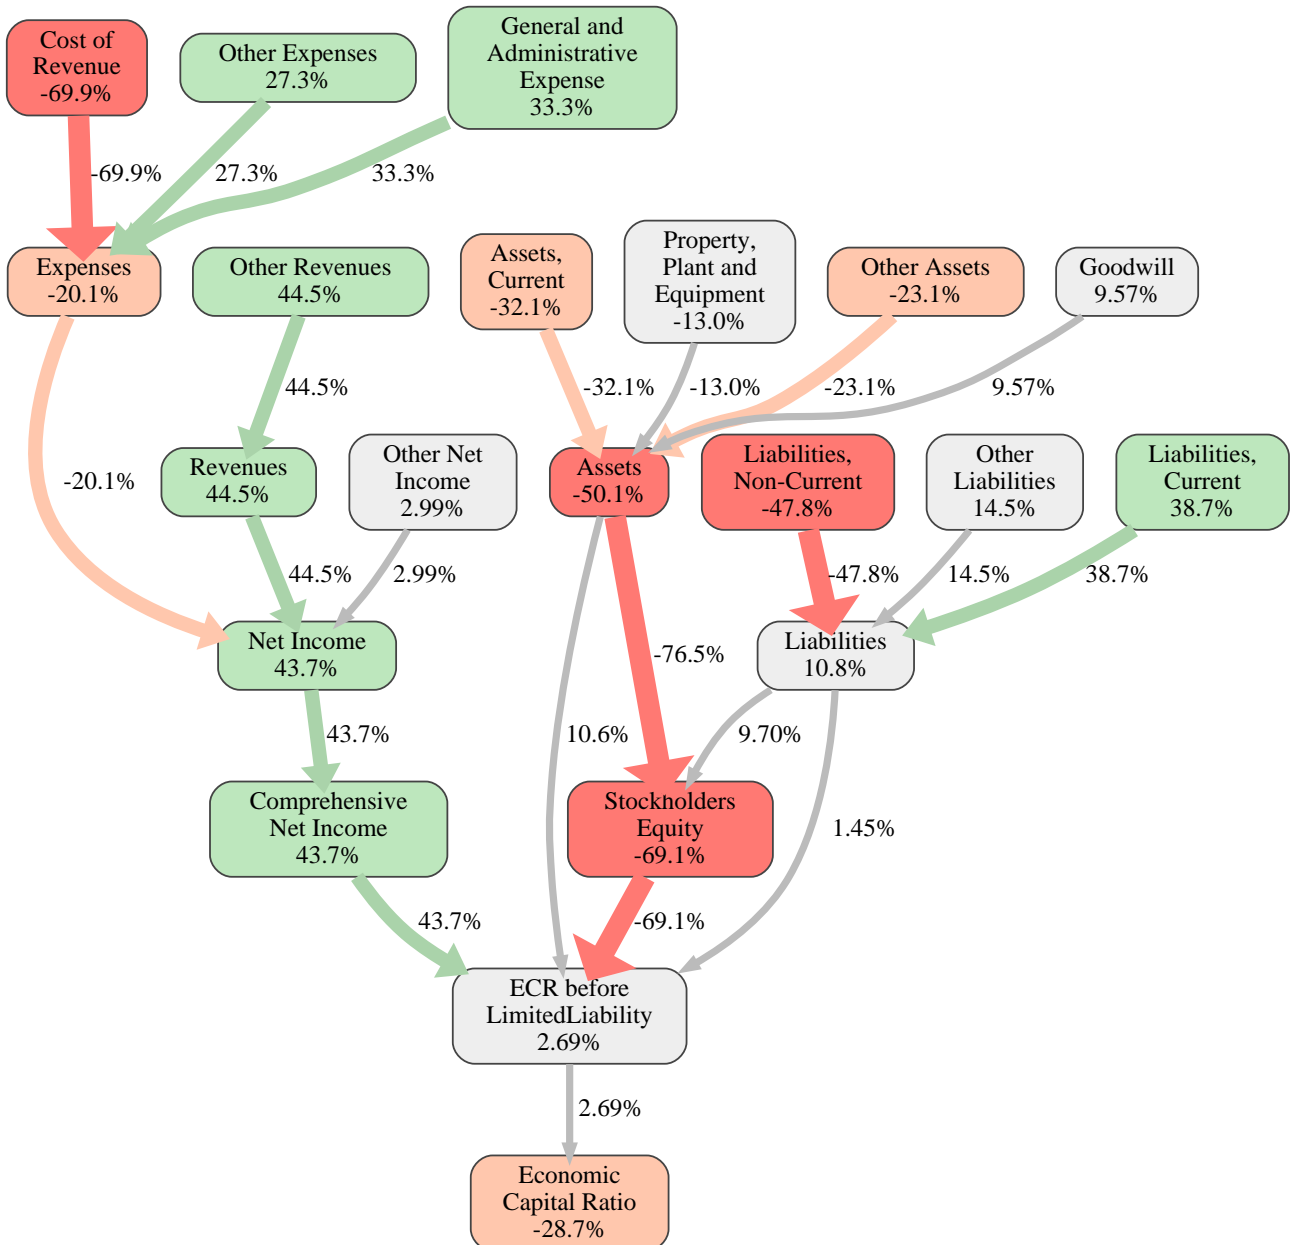 Cost of
Revenue
-69.9%
Other Expenses
27.3%
General and
Administrative
Expense
33.3%
-69.9%
27.3%
33.3%
Expenses
-20.1%
Other Revenues
44.5%
Assets,
Current
-32.1%
Property,
Plant and
Equipment
-13.0%
Other Assets
-23.1%
Goodwill
9.57%
44.5%
-32.1%
-13.0%
-23.1%
9.57%
-20.1%
Revenues
44.5%
Other Net
Income
2.99%
Assets
-50.1%
Liabilities,
Non-Current
-47.8%
Other
Liabilities
14.5%
Liabilities,
Current
38.7%
44.5%
2.99%
-47.8%
14.5%
38.7%
Net Income
43.7%
-76.5%
Liabilities
10.8%
43.7%
10.6%
9.70%
Comprehensive
Net Income
43.7%
Stockholders
Equity
-69.1%
1.45%
43.7%
-69.1%
ECR before
LimitedLiability
2.69%
2.69%
Economic
Capital Ratio
-28.7%